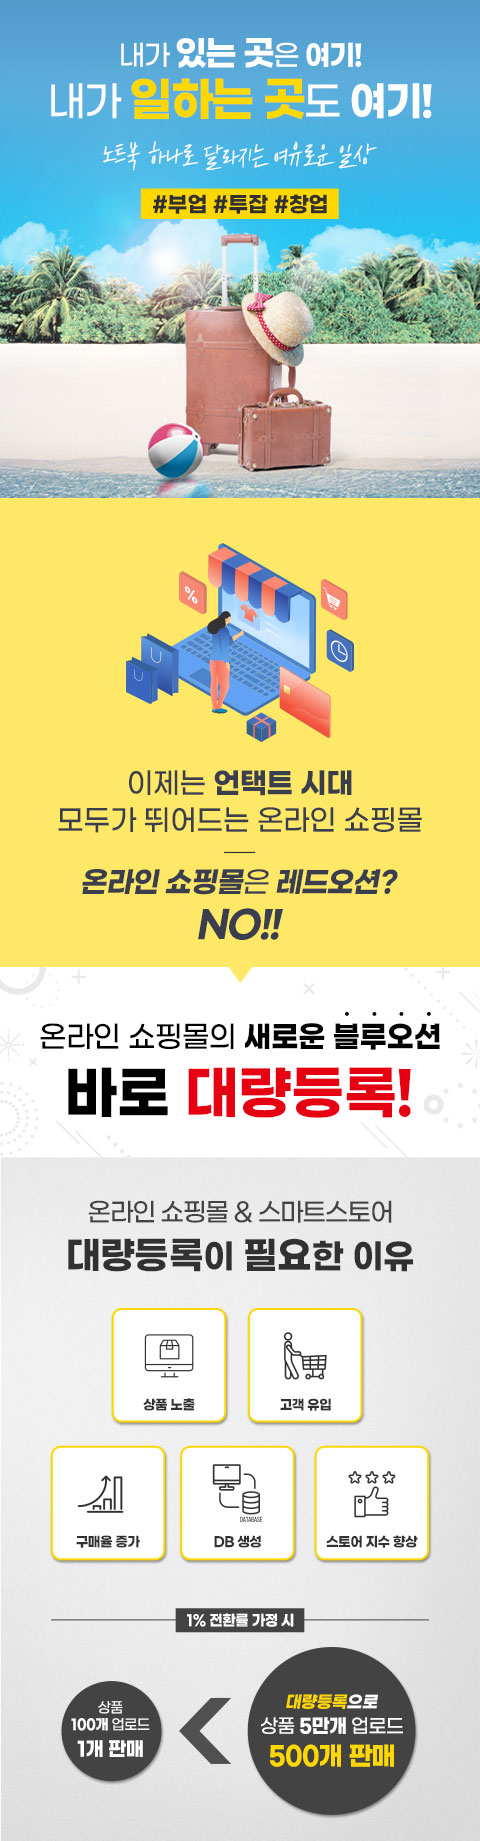 내가 있는 곳은 여기!
내가 일하는 곳도 여기!
노트북 하나로 달라지는 여유로운 일상
#부업 #투잡 #창업
%
이제는 언택트 시대
모두가 뛰어드는 온라인 쇼핑몰
온라인 쇼핑몰은 레드오션?
NO!!
온라인 쇼핑몰의 새로운 블루오션
바로 대량등록!
온라인 쇼핑몰 & 스마트스토어
대량등록이 필요한 이유
상품 노출
고객 유입
구매율 증가
DATABASE
DB 생성
스토어 지수 향상
1% 전환률 가정 시
상품
100개 업로드
1개 판매
대량등록으로
상품 5만개 업로드
500개 판매